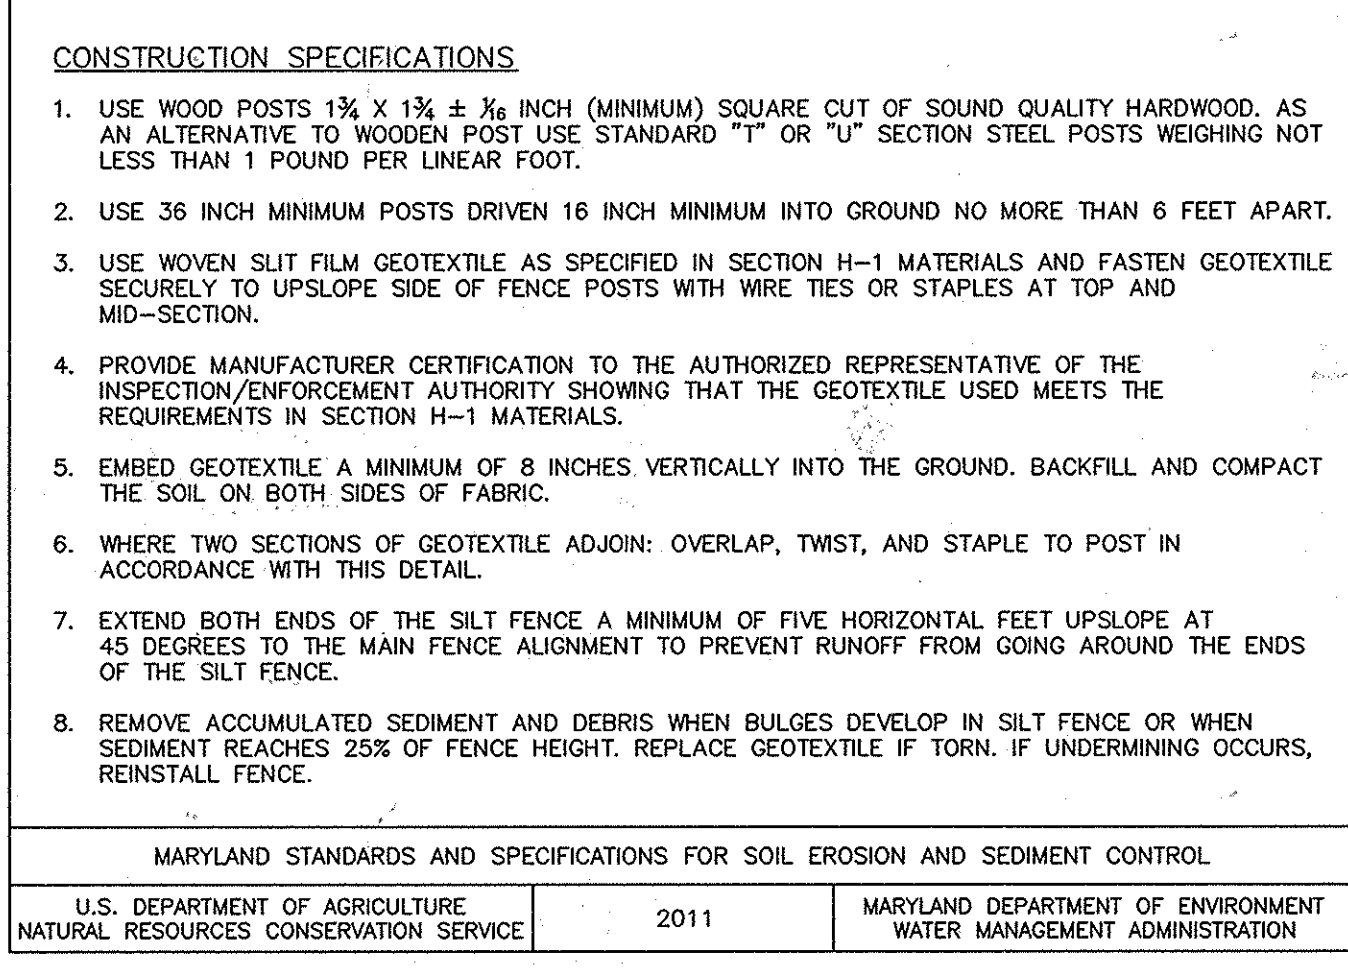 CONSTRUCTION SPECIFICATIONS
1. USE WOOD POSTS 1¾ X 1¾ ± 1⁄16 INCH (MINIMUM) SQUARE CUT OF SOUND QUALITY HARDWOOD. AS
AN ALTERNATIVE TO WOODEN POST USE STANDARD "T" OR "U" SECTION STEEL POSTS WEIGHING NOT
LESS THAN 1 POUND PER LINEAR FOOT.
2. USE 36 INCH MINIMUM POSTS DRIVEN 16 INCH MINIMUM INTO GROUND NO MORE THAN 6 FEET APART.
3. USE WOVEN SLIT FILM GEOTEXTILE AS SPECIFIED IN SECTION H-1 MATERIALS AND FASTEN GEOTEXTILE
SECURELY TO UPSLOPE SIDE OF FENCE POSTS WITH WIRE TIES OR STAPLES AT TOP AND
MID-SECTION.
4. PROVIDE MANUFACTURER CERTIFICATION TO THE AUTHORIZED REPRESENTATIVE OF THE
INSPECTION/ENFORCEMENT AUTHORITY SHOWING THAT THE GEOTEXTILE USED MEETS THE
REQUIREMENTS IN SECTION H-1 MATERIALS.
5. EMBED GEOTEXTILE A MINIMUM OF 8 INCHES VERTICALLY INTO THE GROUND. BACKFILL AND COMPACT
THE SOIL ON BOTH SIDES OF FABRIC.
6. WHERE TWO SECTIONS OF GEOTEXTILE ADJOIN: OVERLAP, TWIST, AND STAPLE TO POST IN
ACCORDANCE WITH THIS DETAIL.
7. EXTEND BOTH ENDS OF THE SILT FENCE A MINIMUM OF FIVE HORIZONTAL FEET UPSLOPE AT
45 DEGREES TO THE MAIN FENCE ALIGNMENT TO PREVENT RUNOFF FROM GOING AROUND THE ENDS
OF THE SILT FENCE.
8. REMOVE ACCUMULATED SEDIMENT AND DEBRIS WHEN BULGES DEVELOP IN SILT FENCE OR WHEN
SEDIMENT REACHES 25% OF FENCE HEIGHT. REPLACE GEOTEXTILE IF TORN. IF UNDERMINING OCCURS,
REINSTALL FENCE.
MARYLAND STANDARDS AND SPECIFICATIONS FOR SOIL EROSION AND SEDIMENT CONTROL
U.S. DEPARTMENT OF AGRICULTURE
NATURAL RESOURCES CONSERVATION SERVICE
2011
MARYLAND DEPARTMENT OF ENVIRONMENT
WATER MANAGEMENT ADMINISTRATION